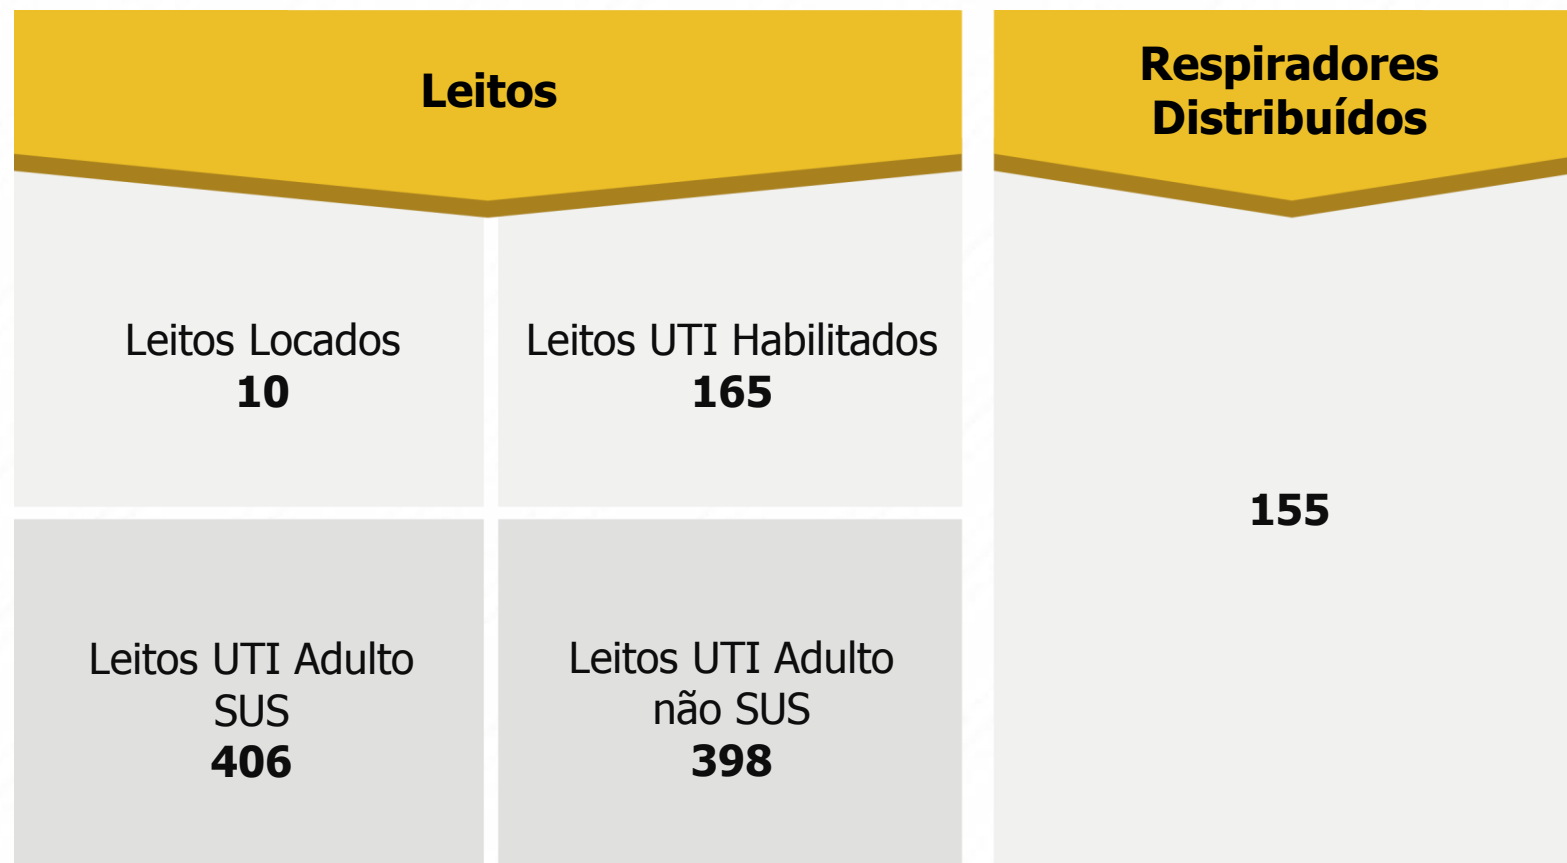 Leitos
Respiradores
Distribuídos
Leitos Locados
10
Leitos UTI Habilitados
165
Leitos UTI Adulto
SUS
406
Leitos UTI Adulto
não SUS
398
155